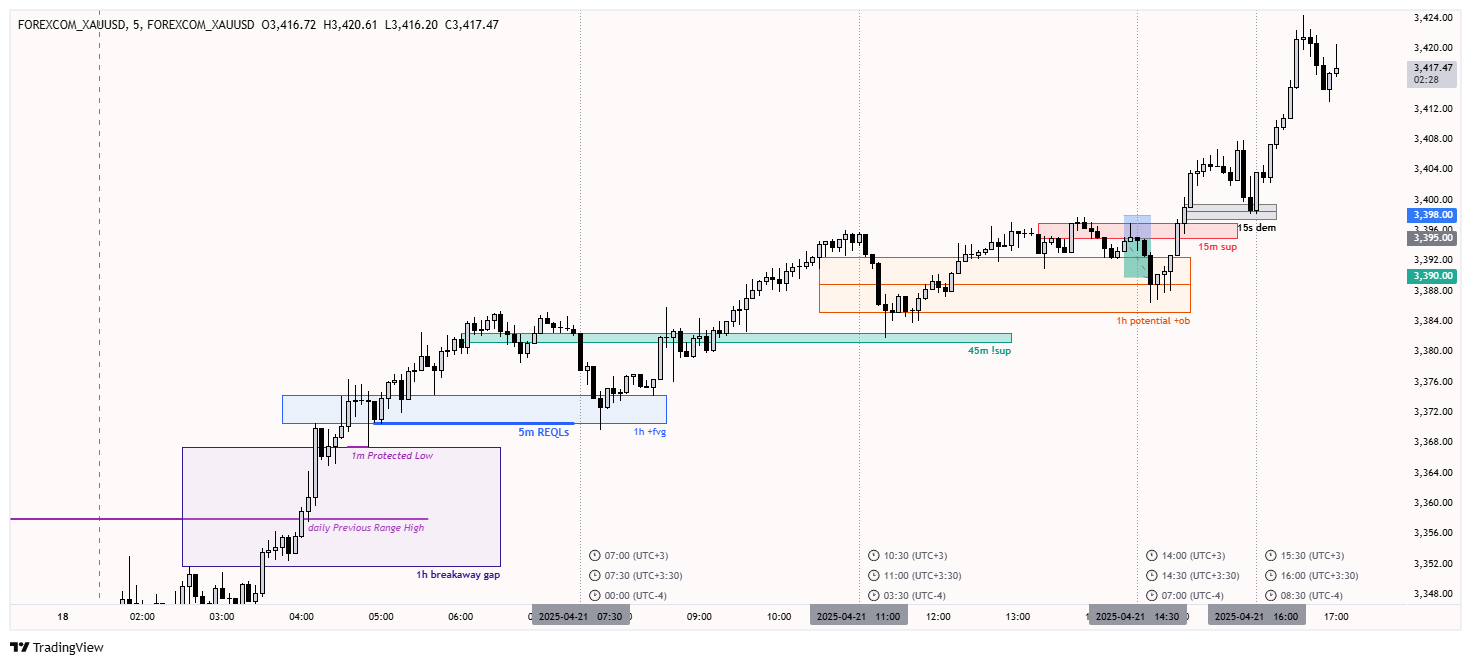 FOREXCOM_XAUUSD, 5, FOREXCOM_XAUUSD O3,416.72 H3,420.61 L3,416.20 C3,417.47
3,424.00
3,420.00
3,417.47
02:28
3,412.00
3,408.00
3,404.00
3,400.00
3,398.00
3,396.00
3,395.00
3,392.00
3,390.00
3,388.00
3,384.00
3,380.00
3,376.00
3,372.00
3,368.00
3,364.00
3,360.00
3,356.00
3,352.00
3,348.00
15s dem
15m sup
1h potential +ob
45m !sup
5m REQLs
1h +fvg
1m Protected Low
daily Previous Range High
1h breakaway gap
07:00 (UTC+3)
07:30 (UTC+3:30)
00:00 (UTC-4)
10:30 (UTC+3)
11:00 (UTC+3:30)
03:30 (UTC-4)
14:00 (UTC+3)
14:30 (UTC+3:30)
07:00 (UTC-4)
15:30 (UTC+3)
16:00 (UTC+3:30)
08:30 (UTC-4)
18 02:00 03:00 04:00 05:00 06:00 2025-04-21 07:30 09:00 10:00 2025-04-21 11:00 12:00 13:00 2025-04-21 14:30 2025-04-21 16:00 17:00
TradingView